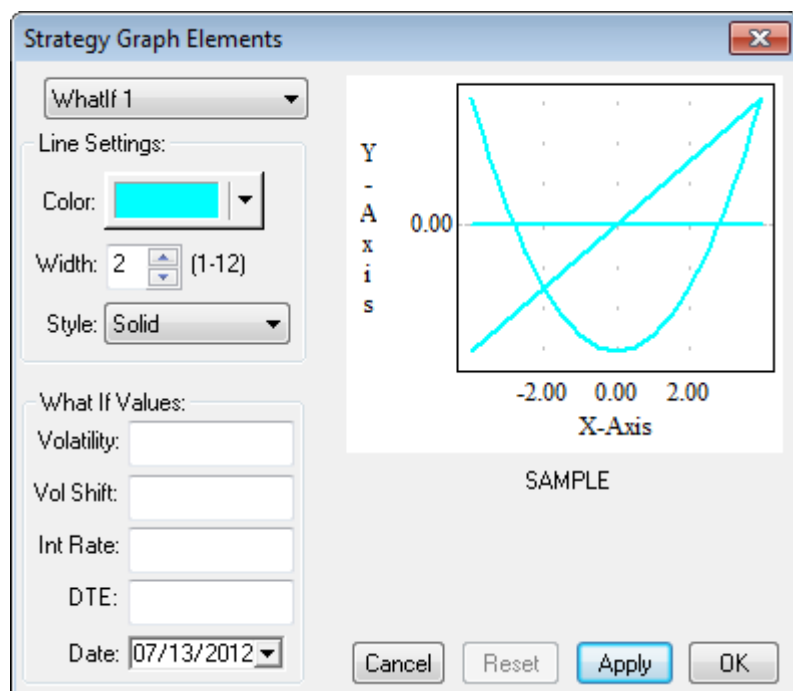 Strategy Graph Elements
WhatIf 1
Line Settings:
Color:
Width: 2 (1-12)
Style: Solid
What If Values:
Volatility:
Vol Shift:
Int Rate:
DTE:
Date: 07/13/2012
Y-Axis
0.00
-2.00 0.00 2.00
X-Axis
SAMPLE
Cancel Reset Apply OK